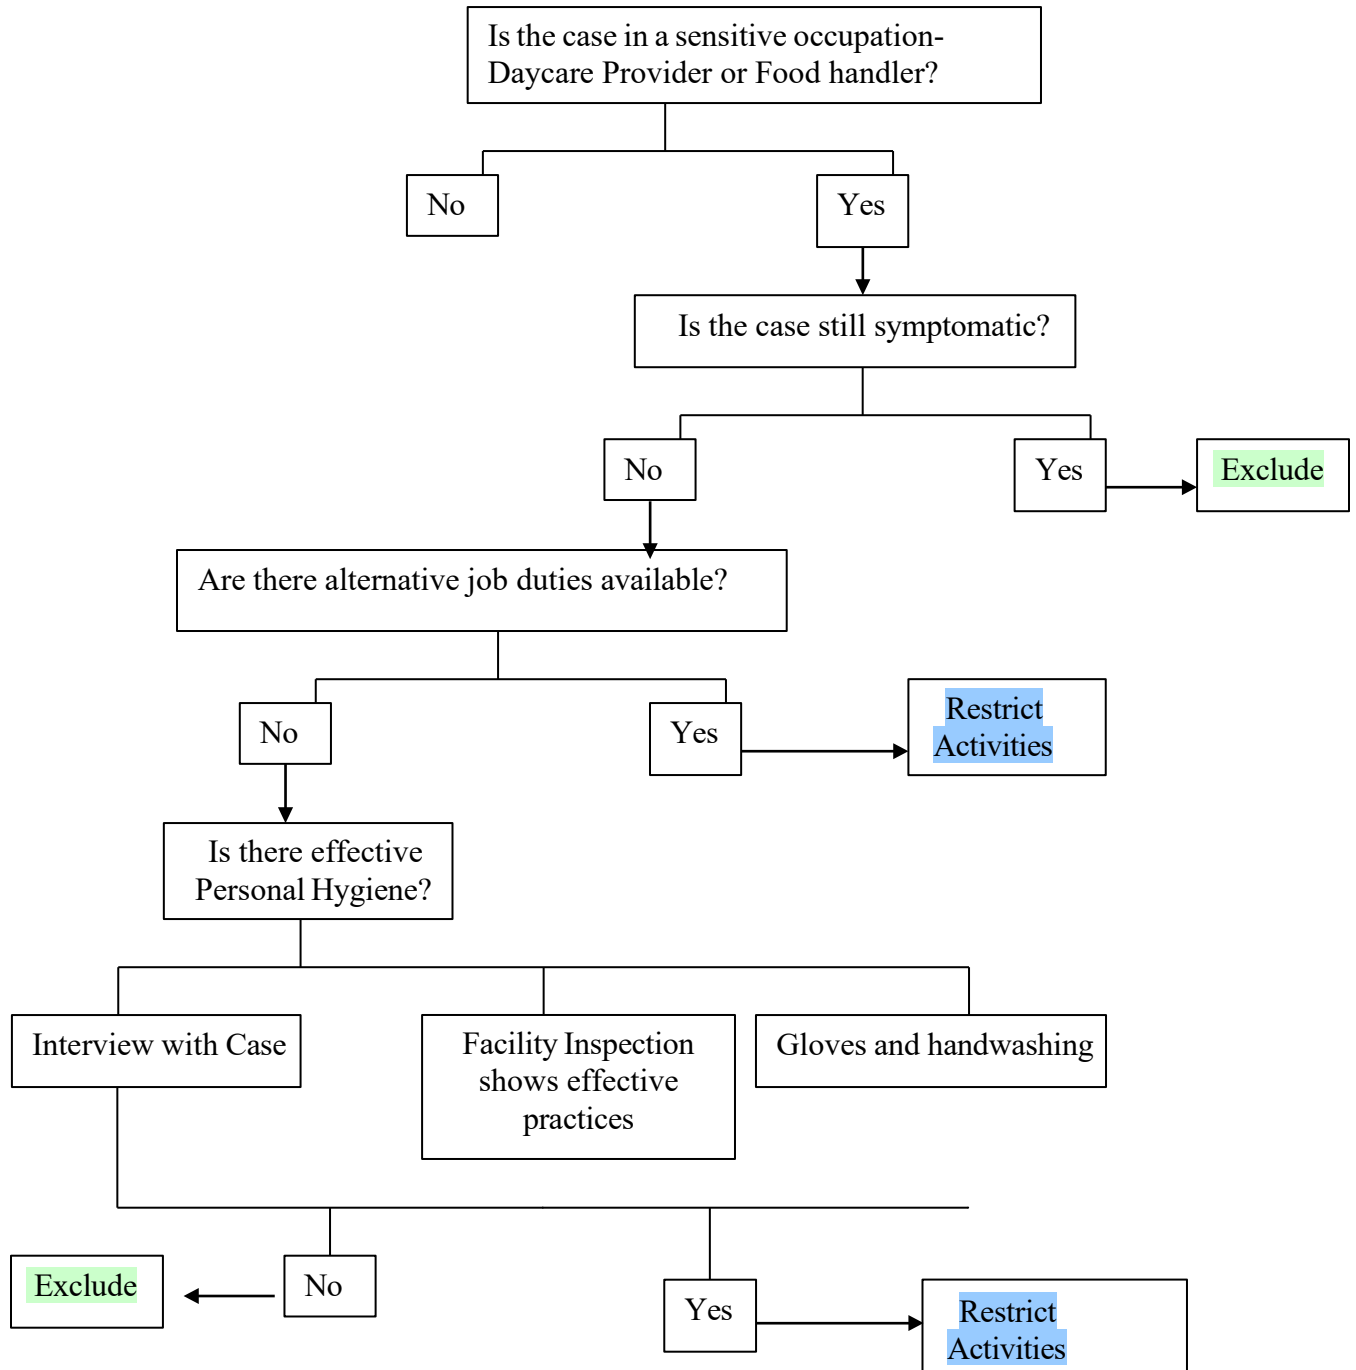 Is the case in a sensitive occupation-
Daycare Provider or Food handler?
No
Yes
Is the case still symptomatic?
No
Yes
Exclude
Are there alternative job duties available?
No
Yes
Restrict
Activities
Is there effective
Personal Hygiene?
Interview with Case
Facility Inspection
shows effective
practices
Gloves and handwashing
Exclude
No
Yes
Restrict
Activities